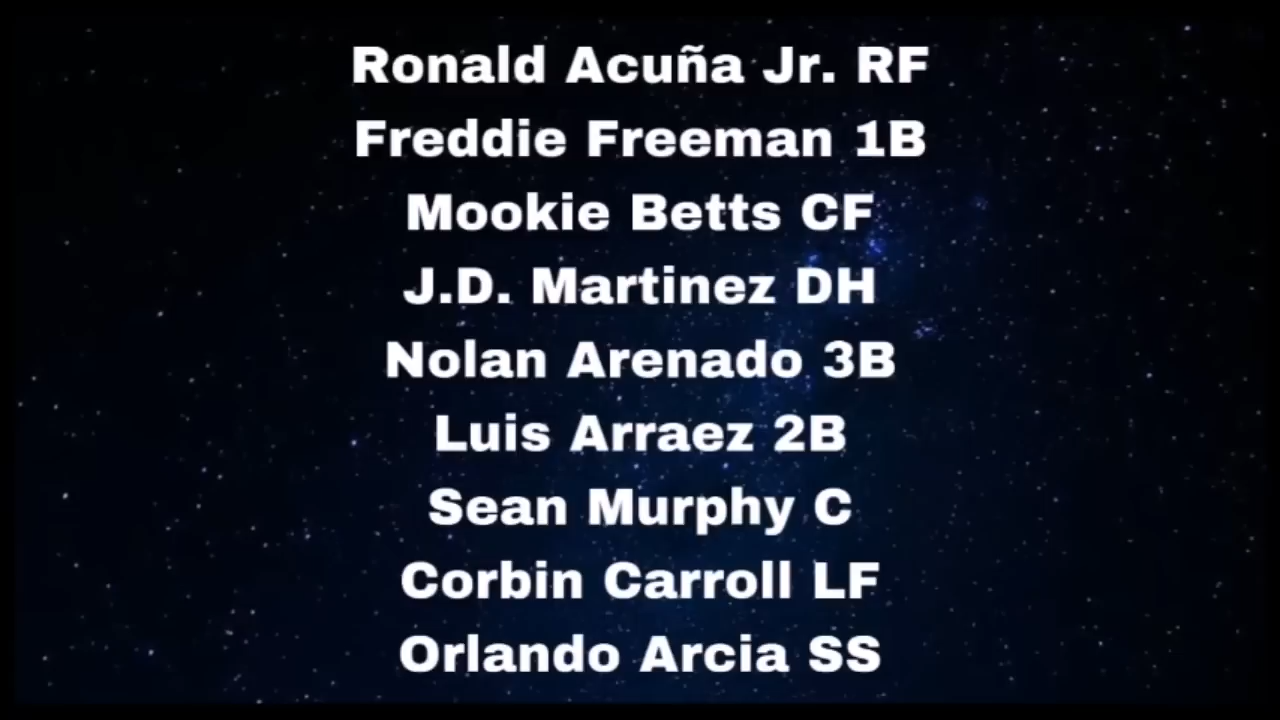 Ronald Acuña Jr. RF
Freddie Freeman 1B
Mookie Betts CF
J.D. Martinez DH
Nolan Arenado 3B
Luis Arraez 2B
Sean Murphy C
Corbin Carroll LF
Orlando Arcia SS